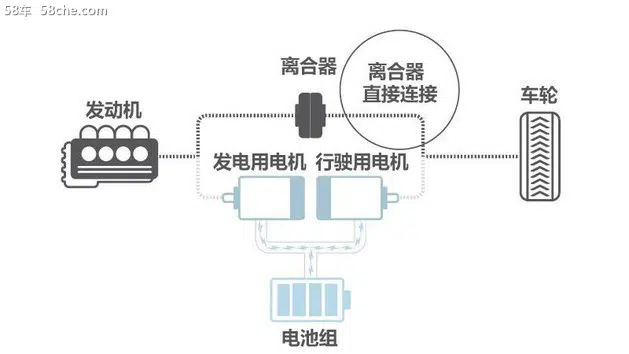 58车 58che.com
离合器
离合器
直接连接
发动机
车轮
发电用电机
行驶用电机
电池组